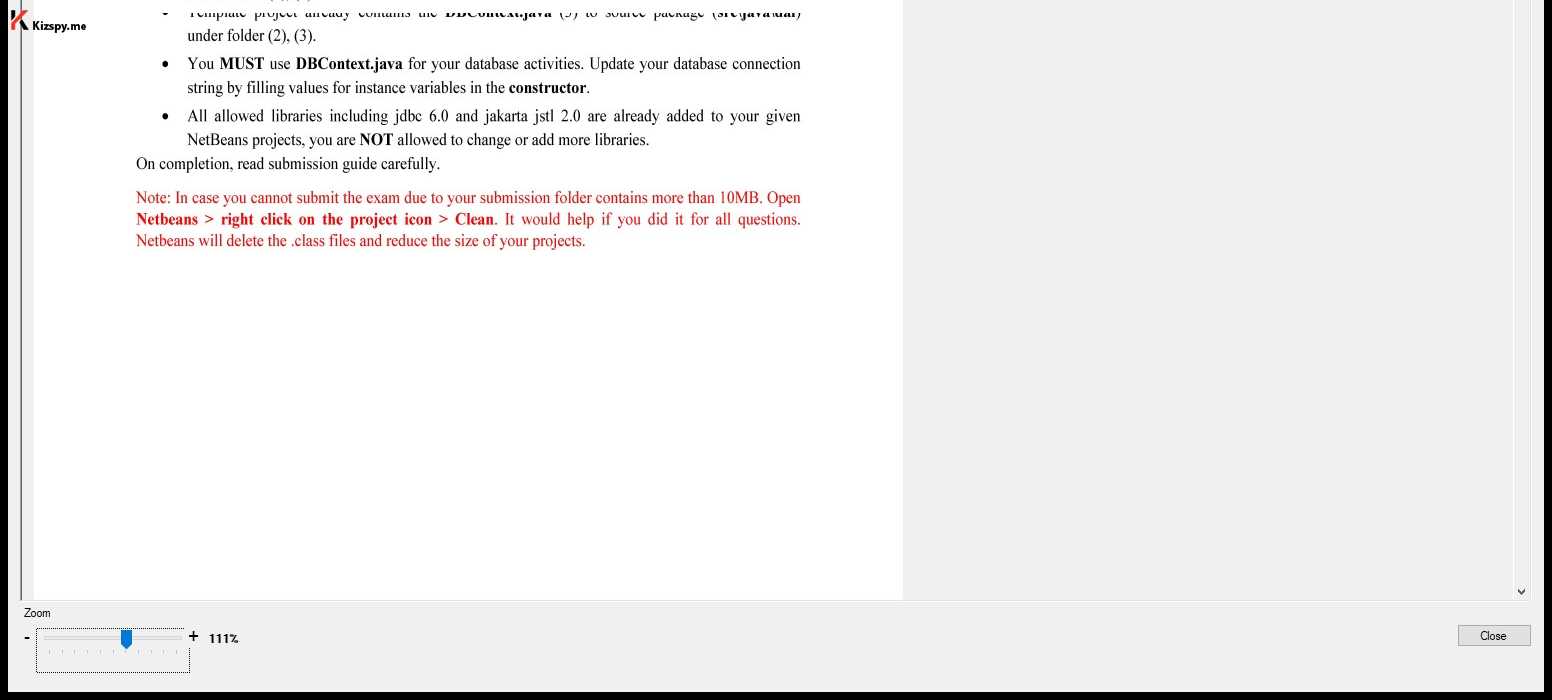 Template project already contains the DBContext.java (5) to source package (src\java\dal)
Kizspy.me
under folder (2), (3).
• You MUST use DBContext.java for your database activities. Update your database connection
string by filling values for instance variables in the constructor.
• All allowed libraries including jdbc 6.0 and jakarta jstl 2.0 are already added to your given
NetBeans projects, you are NOT allowed to change or add more libraries.
On completion, read submission guide carefully.
Note: In case you cannot submit the exam due to your submission folder contains more than 10MB. Open
Netbeans > right click on the project icon > Clean. It would help if you did it for all questions.
Netbeans will delete the .class files and reduce the size of your projects.
Zoom
- + 111%
Close